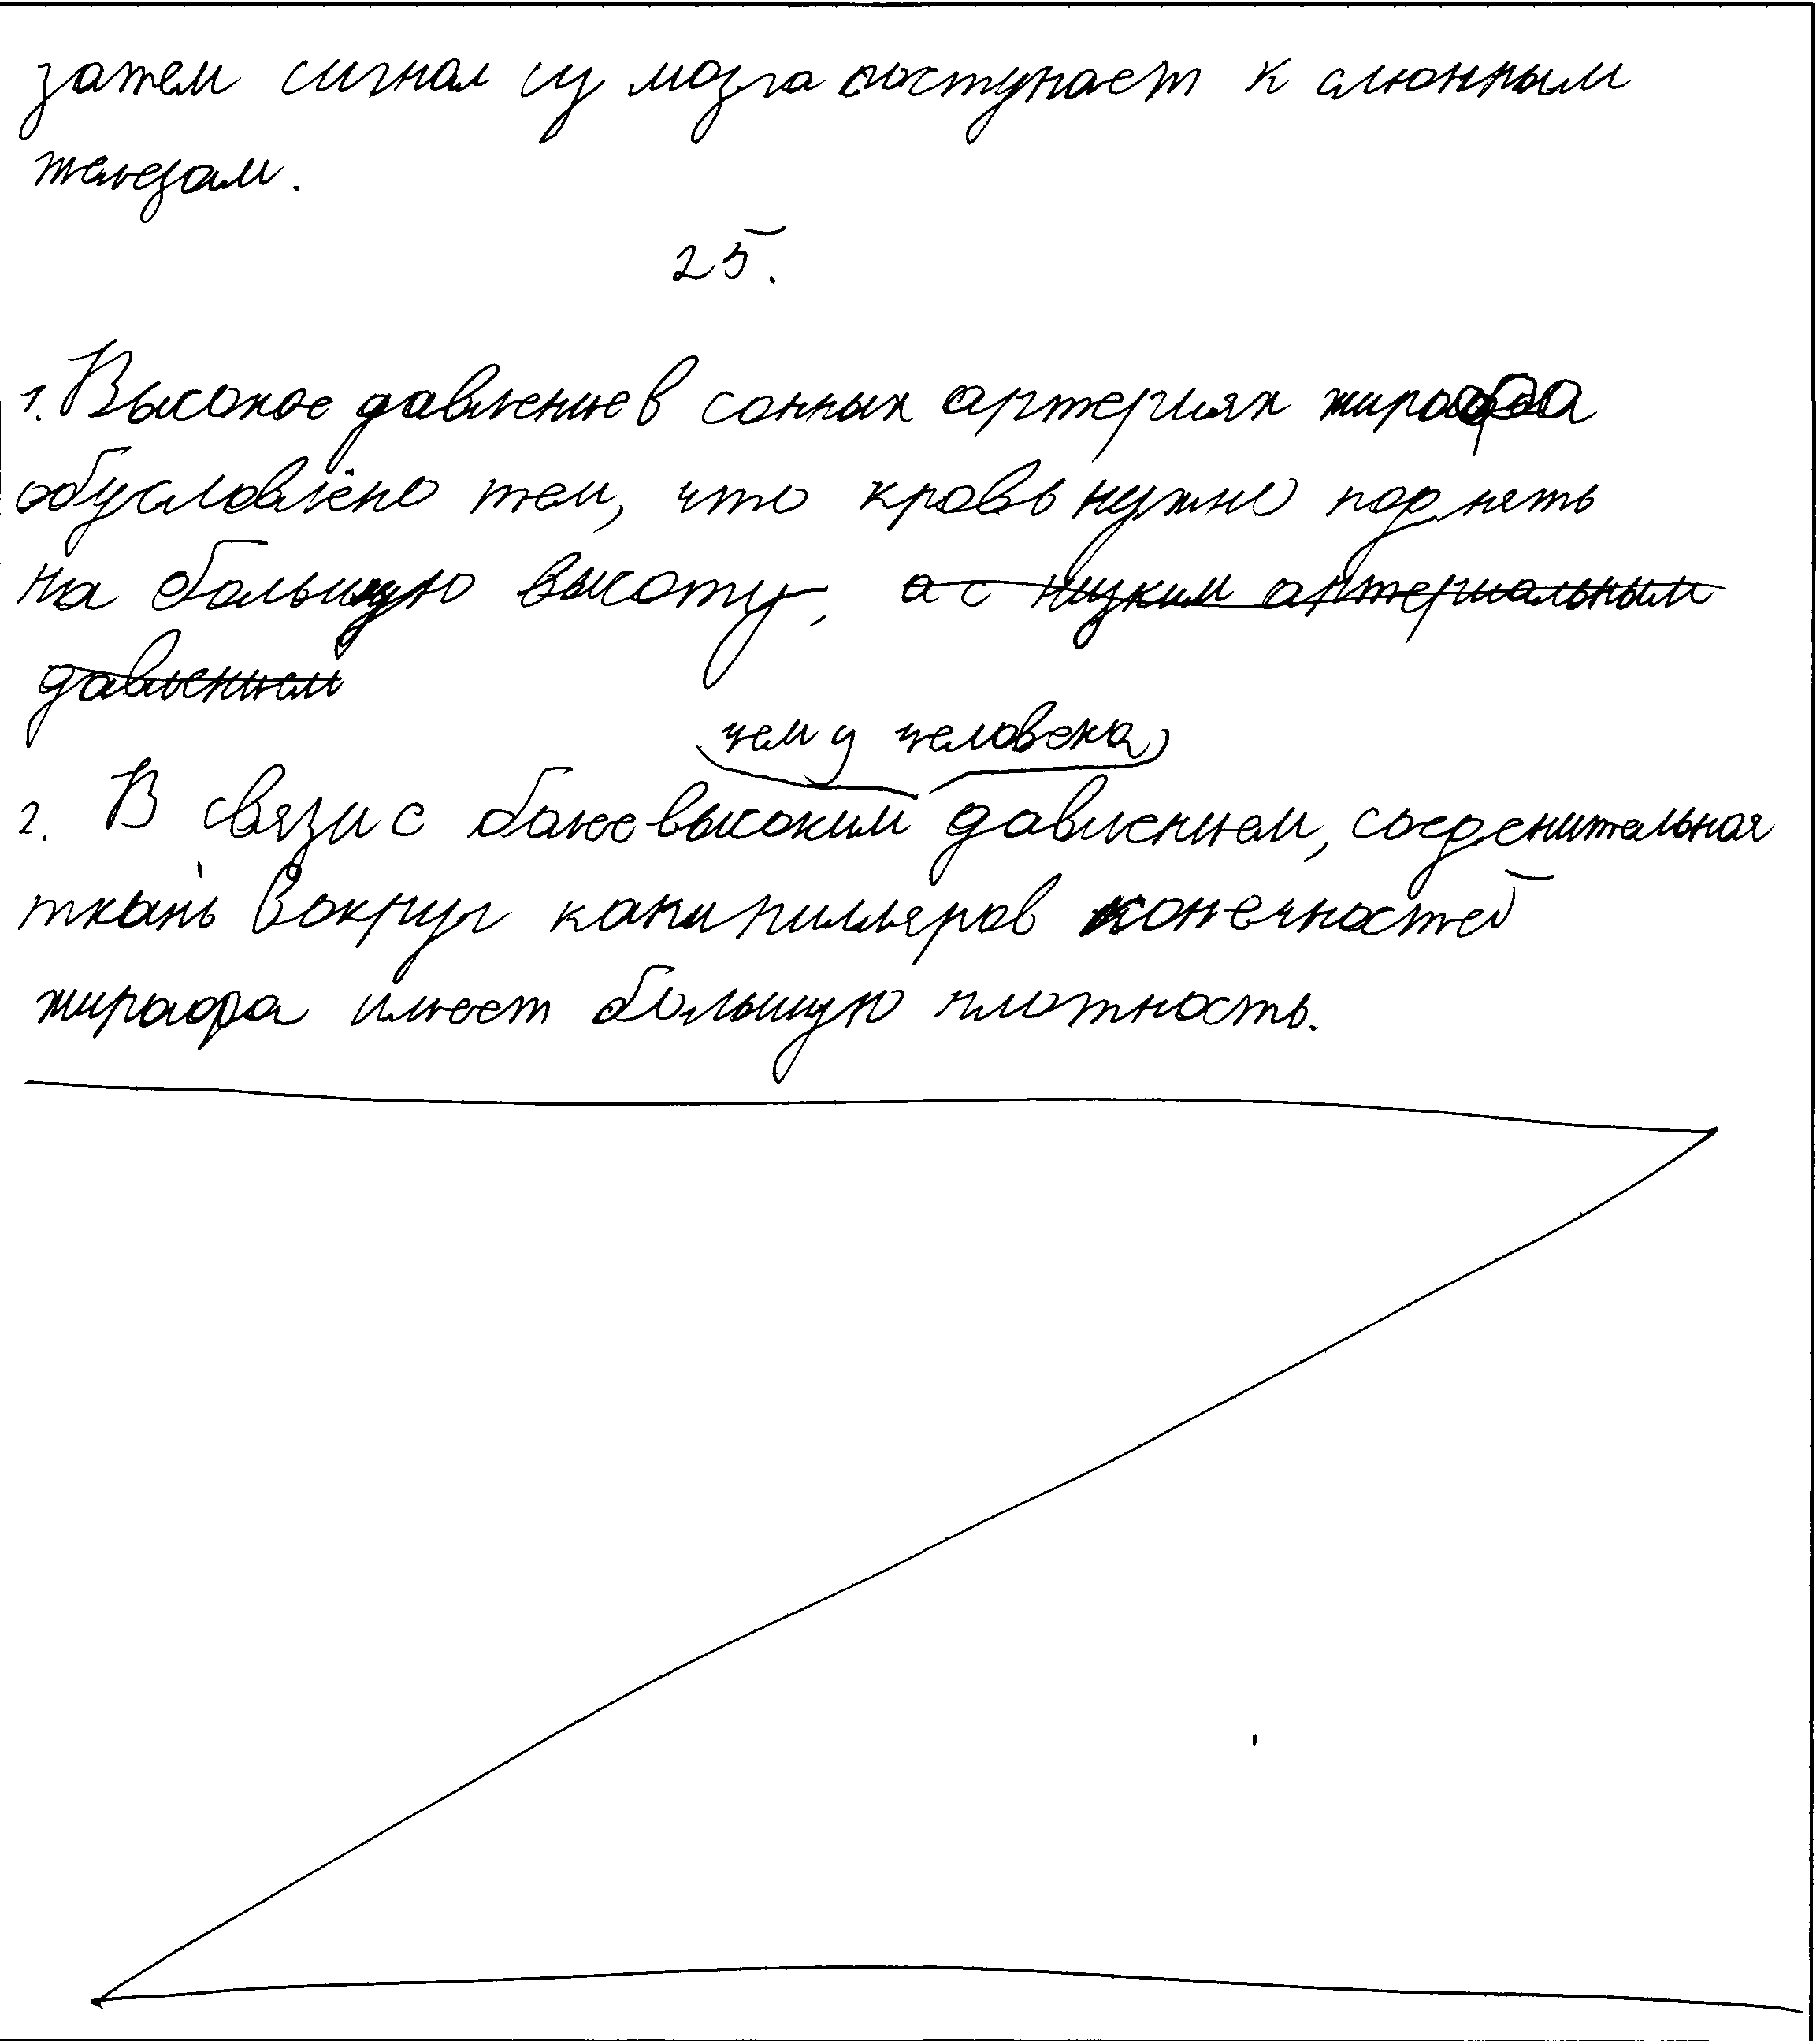 затем сигнал из мозга поступает к слюнным
железам.
25.
1. Высокое давление в сонных артериях жирафа
обусловлено тем, что кровь нужно поднять
на большую высоту, а с низким артериальным
давлением
чем у человека,
2. В связи с более высоким давлением, соеденительная
ткань вокруг капилляров конечностей
жирафа имеет большую плотность.